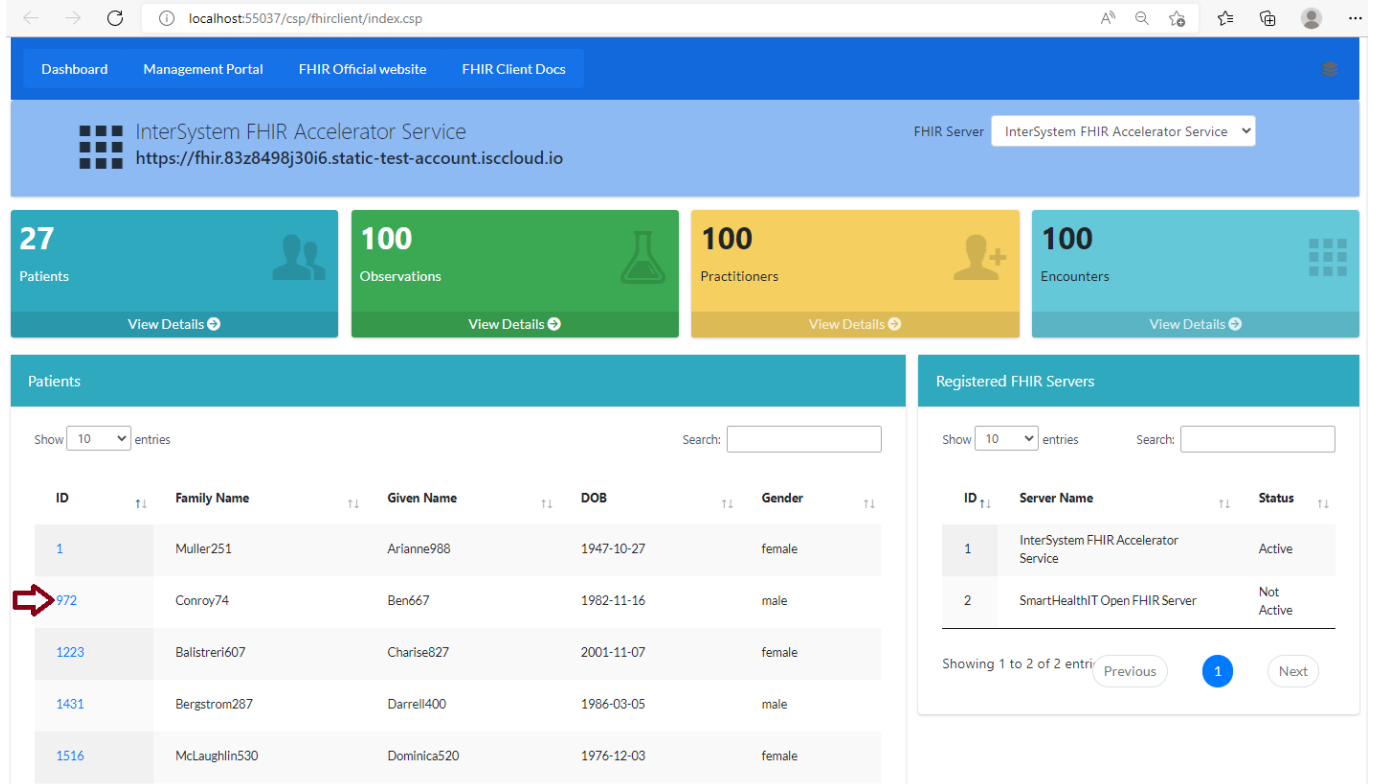 localhost:55037/csp/fhirclient/index.csp
Dashboard Management Portal FHIR Official website FHIR Client Docs
InterSystem FHIR Accelerator Service
https://fhir.83z8498j30i6.static-test-account.isccloud.io
FHIR Server InterSystem FHIR Accelerator Service
27
Patients
View Details
100
Observations
View Details
100
Practitioners
View Details
100
Encounters
View Details
Patients
Show 10 entries Search:
ID Family Name Given Name DOB Gender
1 Muller251 Arianne988 1947-10-27 female
972 Conroy74 Ben667 1982-11-16 male
1223 Balistreri607 Charise827 2001-11-07 female
1431 Bergstrom287 Darrell400 1986-03-05 male
1516 McLaughlin530 Dominica520 1976-12-03 female
Registered FHIR Servers
Show 10 entries Search:
ID Server Name Status
1 InterSystem FHIR Accelerator Service Active
2 SmartHealthIT Open FHIR Server Not Active
Showing 1 to 2 of 2 entri
Previous 1 Next